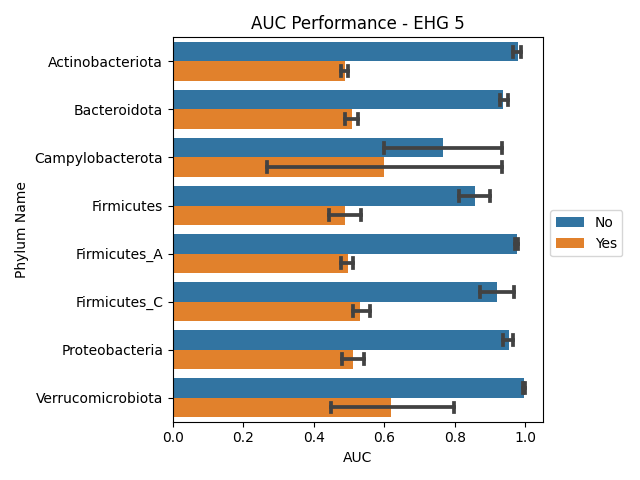 AUC Performance - EHG 5
Phylum Name
Actinobacteriota
Bacteroidota
Campylobacterota
Firmicutes
Firmicutes_A
Firmicutes_C
Proteobacteria
Verrucomicrobiota
No
Yes
0.0 0.2 0.4 0.6 0.8 1.0
AUC